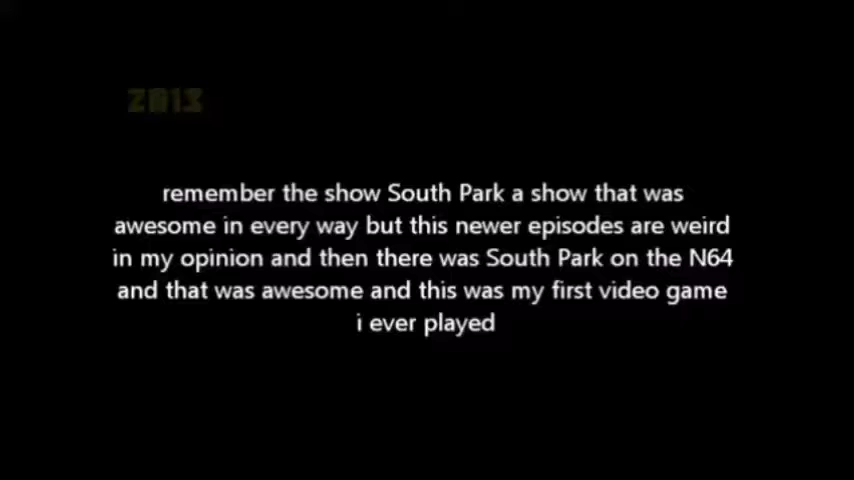 2013
remember the show South Park a show that was
awesome in every way but this newer episodes are weird
in my opinion and then there was South Park on the N64
and that was awesome and this was my first video game
i ever played